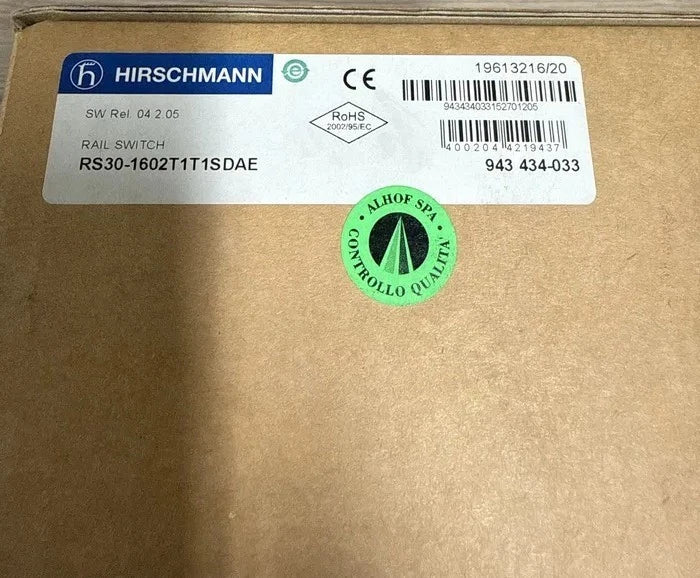 HIRSCHMANN
e
CE
19613216/20
943434033152701205
SW Rel. 04 2.05
RoHS
2002/95/EC
4002044219437
RAIL SWITCH
RS30-1602T1T1SDAE
943 434-033
• ALHOF SPA •
CONTROLLO QUALITA'